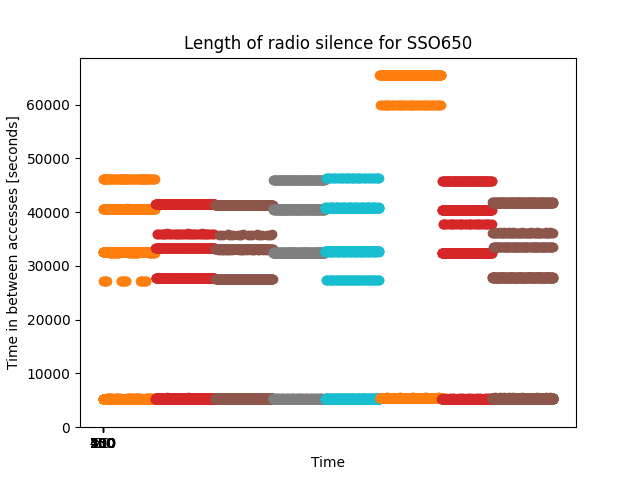 Length of radio silence for SSO650
Time in between accesses [seconds]
60000
50000
40000
30000
20000
10000
0
Time